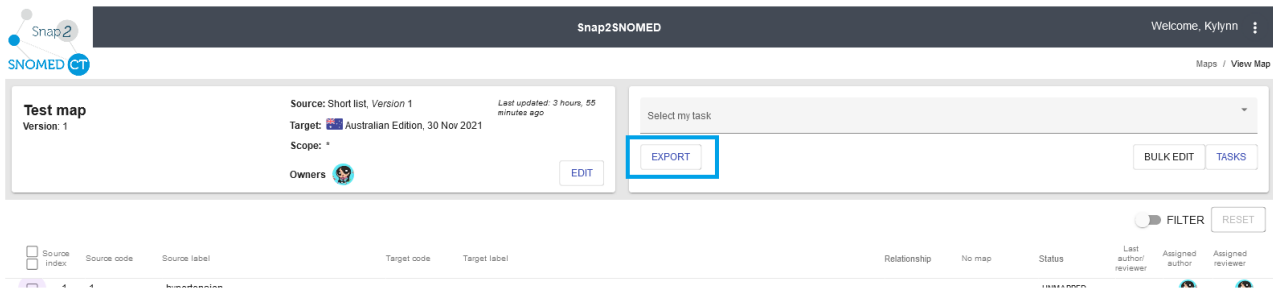 Snap2
SNOMED CT
Snap2SNOMED
Welcome, Kylynn
Maps / View Map
Test map
Version: 1
Source: Short list, Version 1
Last updated: 3 hours, 55
minutes ago
Target: Australian Edition, 30 Nov 2021
Scope: *
Owners
EDIT
Select my task
EXPORT
BULK EDIT
TASKS
FILTER
RESET
Source
index
Source code
Source label
Target code
Target label
Relationship
No map
Status
Last
author/
reviewer
Assigned
author
Assigned
reviewer
1 1 hypertension UNMAPPED